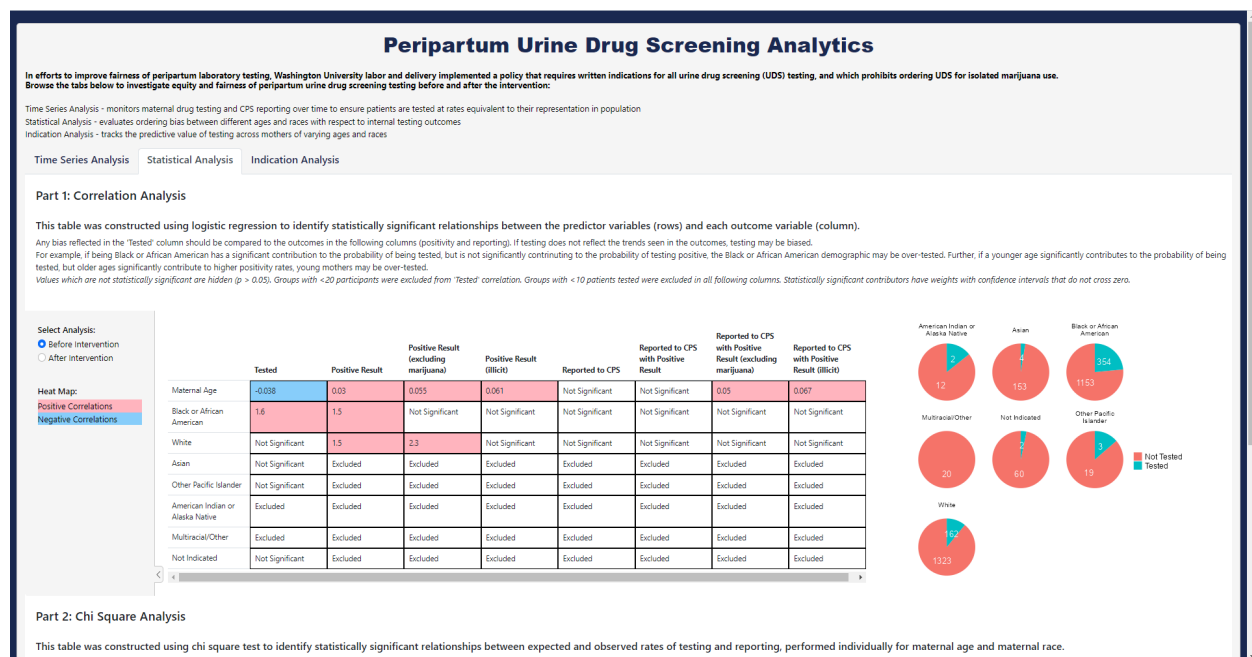 Peripartum Urine Drug Screening Analytics
In efforts to improve fairness of peripartum laboratory testing, Washington University labor and delivery implemented a policy that requires written indications for all urine drug screening (UDS) testing, and which prohibits ordering UDS for isolated marijuana use.
Browse the tabs below to investigate equity and fairness of peripartum urine drug screening testing before and after the intervention:
Time Series Analysis - monitors maternal drug testing and CPS reporting over time to ensure patients are tested at rates equivalent to their representation in population
Statistical Analysis - evaluates ordering bias between different ages and races with respect to internal testing outcomes
Indication Analysis - tracks the predictive value of testing across mothers of varying ages and races
Time Series Analysis Statistical Analysis Indication Analysis
Part 1: Correlation Analysis
This table was constructed using logistic regression to identify statistically significant relationships between the predictor variables (rows) and each outcome variable (column).
Any bias reflected in the 'Tested' column should be compared to the outcomes in the following columns (positivity and reporting). If testing does not reflect the trends seen in the outcomes, testing may be biased.
For example, if being Black or African American has a significant contribution to the probability of being tested, but is not significantly contrinuting to the probability of testing positive, the Black or African American demographic may be over-tested. Further, if a younger age significantly contributes to the probability of being
tested, but older ages significantly contribute to higher positivity rates, young mothers may be over-tested.
Values which are not statistically significant are hidden (p > 0.05). Groups with <20 participants were excluded from 'Tested' correlation. Groups with <10 patients tested were excluded in all following columns. Statistically significant contributors have weights with confidence intervals that do not cross zero.
Select Analysis:
Before Intervention
After Intervention
Heat Map:
Positive Correlations
Negative Correlations
Tested Positive Result Positive Result (excluding marijuana) Positive Result (illicit) Reported to CPS Reported to CPS with Positive Result Reported to CPS with Positive Result (excluding marijuana) Reported to CPS with Positive Result (illicit)
Maternal Age -0.038 0.03 0.055 0.061 Not Significant Not Significant 0.05 0.067
Black or African American 1.6 1.5 Not Significant Not Significant Not Significant Not Significant Not Significant Not Significant
White Not Significant 1.5 2.3 Not Significant Not Significant Not Significant Not Significant Not Significant
Asian Not Significant Excluded Excluded Excluded Excluded Excluded Excluded Excluded
Other Pacific Islander Not Significant Excluded Excluded Excluded Excluded Excluded Excluded Excluded
American Indian or Alaska Native Excluded Excluded Excluded Excluded Excluded Excluded Excluded Excluded
Multiracial/Other Excluded Excluded Excluded Excluded Excluded Excluded Excluded Excluded
Not Indicated Not Significant Excluded Excluded Excluded Excluded Excluded Excluded Excluded
American Indian or Alaska Native
2
12
Asian
4
153
Black or African American
354
1153
Multiracial/Other
20
Not Indicated
2
60
Other Pacific Islander
3
19
White
162
1323
Not Tested
Tested
Part 2: Chi Square Analysis
This table was constructed using chi square test to identify statistically significant relationships between expected and observed rates of testing and reporting, performed individually for maternal age and maternal race.